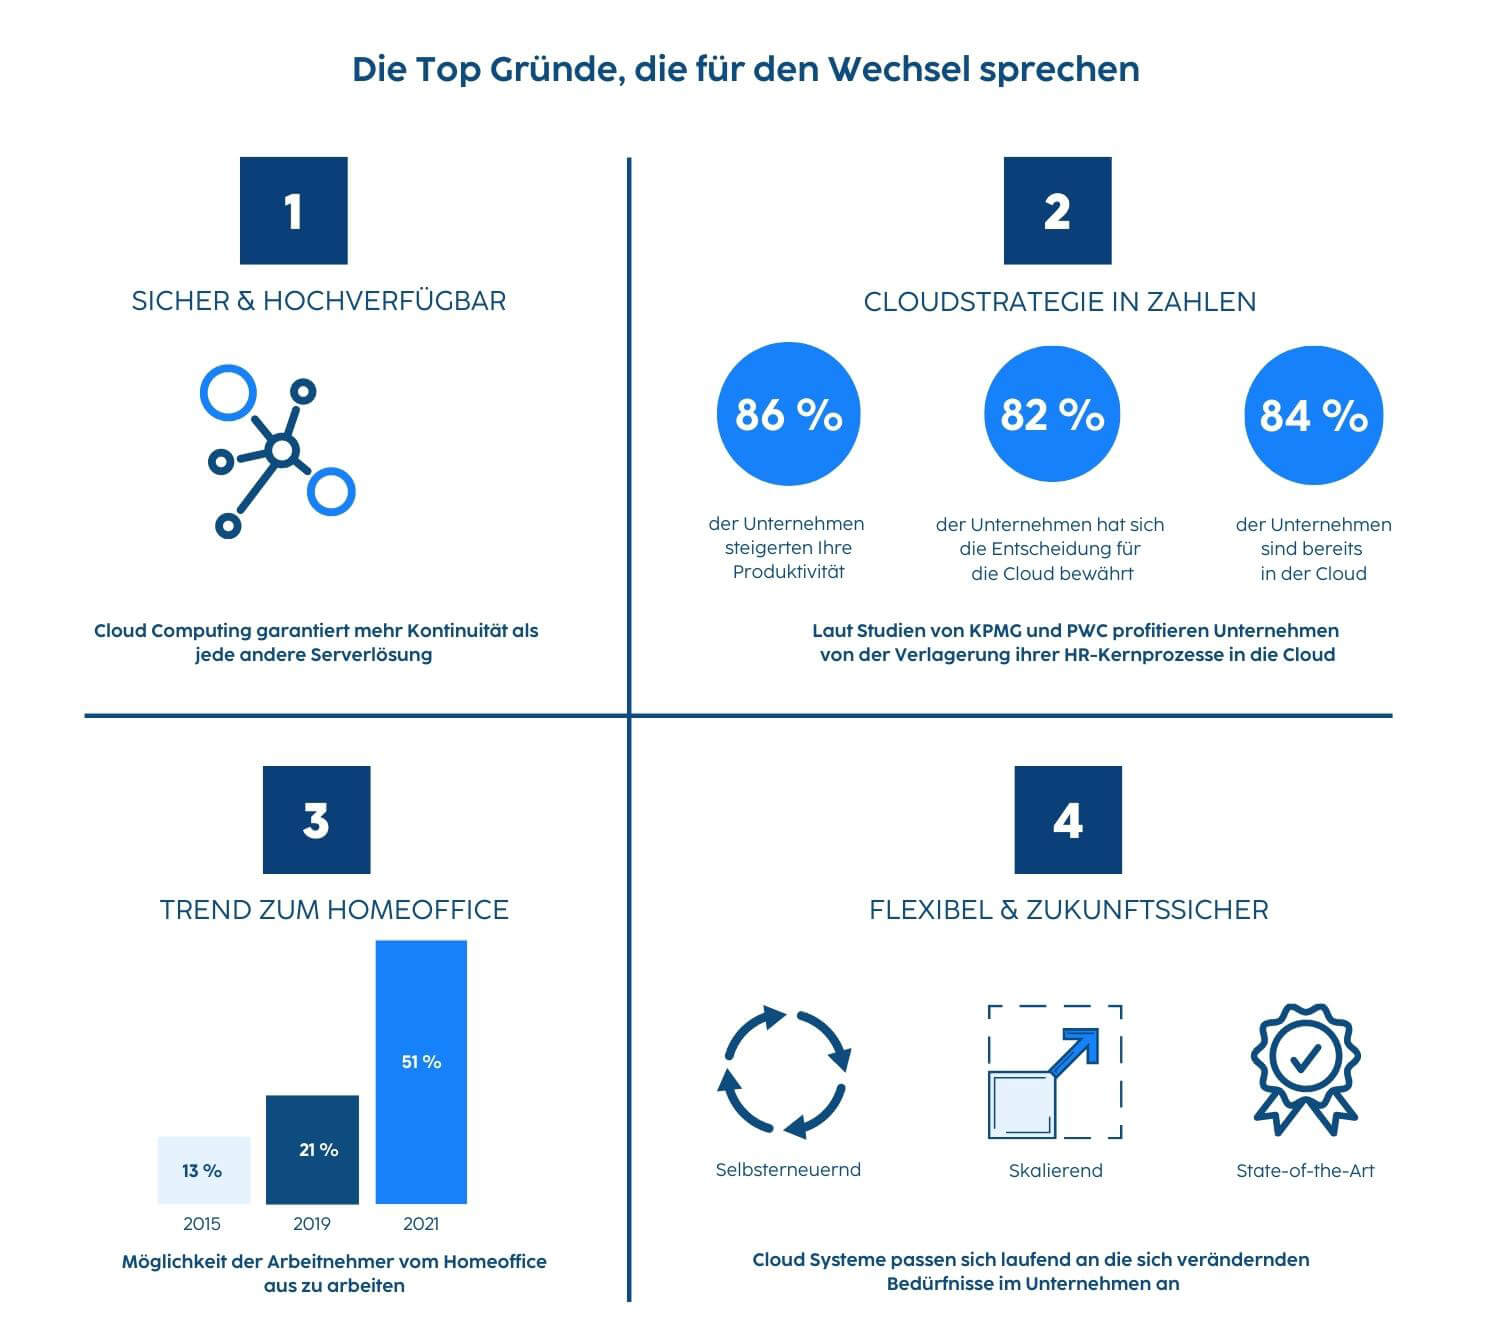 Die Top Gründe, die für den Wechsel sprechen
1
SICHER & HOCHVERFÜGBAR
Cloud Computing garantiert mehr Kontinuität als
jede andere Serverlösung
2
CLOUDSTRATEGIE IN ZAHLEN
86 %
der Unternehmen
steigerten Ihre
Produktivität
82 %
der Unternehmen hat sich
die Entscheidung für
die Cloud bewährt
84 %
der Unternehmen
sind bereits
in der Cloud
Laut Studien von KPMG und PWC profitieren Unternehmen
von der Verlagerung ihrer HR-Kernprozesse in die Cloud
3
TREND ZUM HOMEOFFICE
13 %
21 %
51 %
2015
2019
2021
Möglichkeit der Arbeitnehmer vom Homeoffice
aus zu arbeiten
4
FLEXIBEL & ZUKUNFTSSICHER
Selbsterneuernd
Skalierend
State-of-the-Art
Cloud Systeme passen sich laufend an die sich verändernden
Bedürfnisse im Unternehmen an